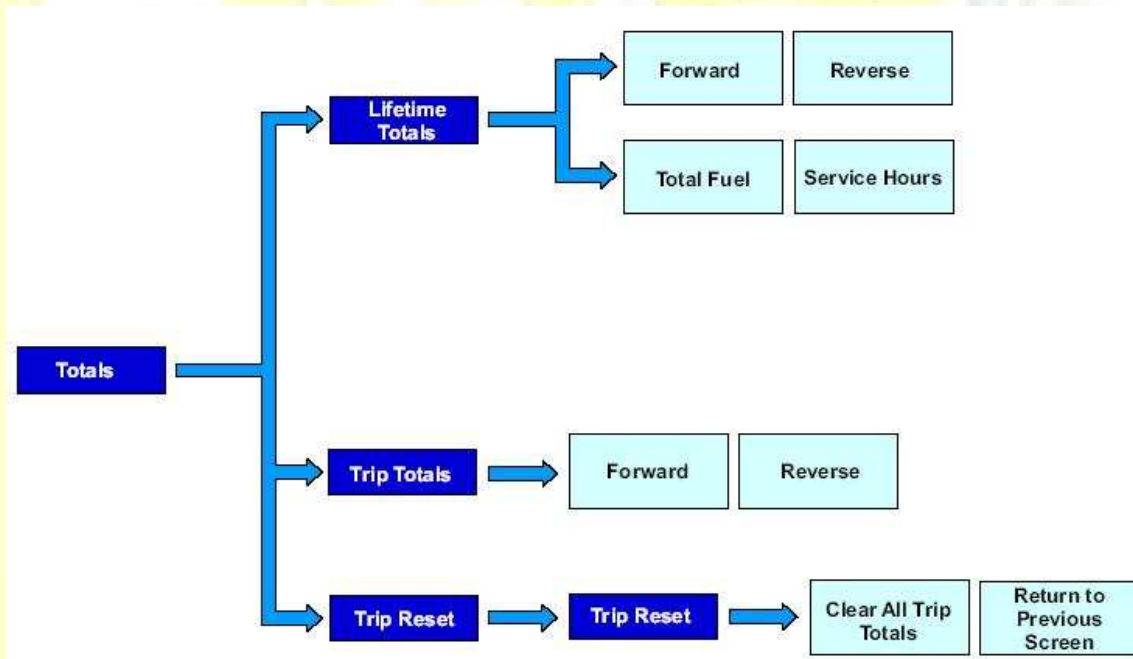 Forward
Reverse
Lifetime
Totals
Total Fuel
Service Hours
Totals
Trip Totals
Forward
Reverse
Trip Reset
Trip Reset
Clear All Trip
Totals
Return to
Previous
Screen